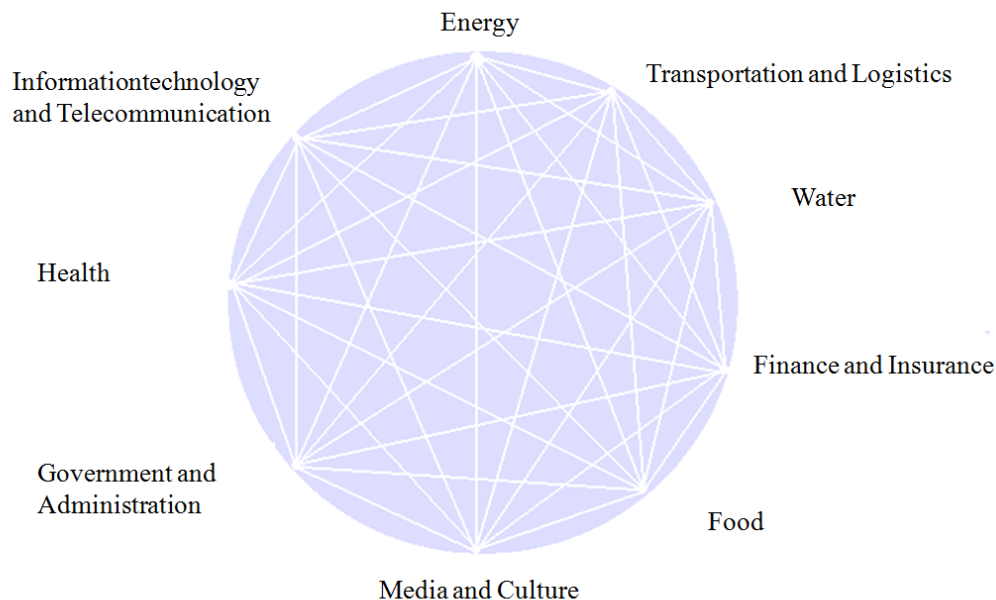 Energy
Transportation and Logistics
Informationtechnology
and Telecommunication
Water
Health
Finance and Insurance
Government and
Administration
Food
Media and Culture